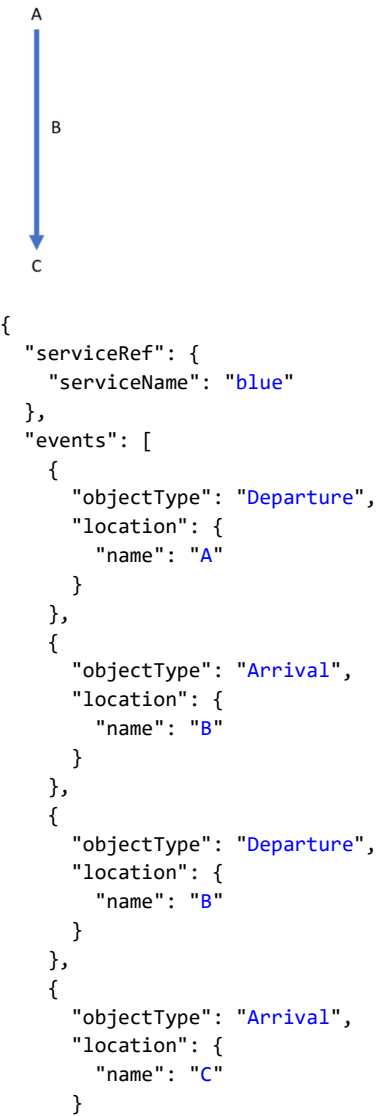 A
B
C
{
  "serviceRef": {
    "serviceName": "blue"
  },
  "events": [
    {
      "objectType": "Departure",
      "location": {
        "name": "A"
      }
    },
    {
      "objectType": "Arrival",
      "location": {
        "name": "B"
      }
    },
    {
      "objectType": "Departure",
      "location": {
        "name": "B"
      }
    },
    {
      "objectType": "Arrival",
      "location": {
        "name": "C"
      }